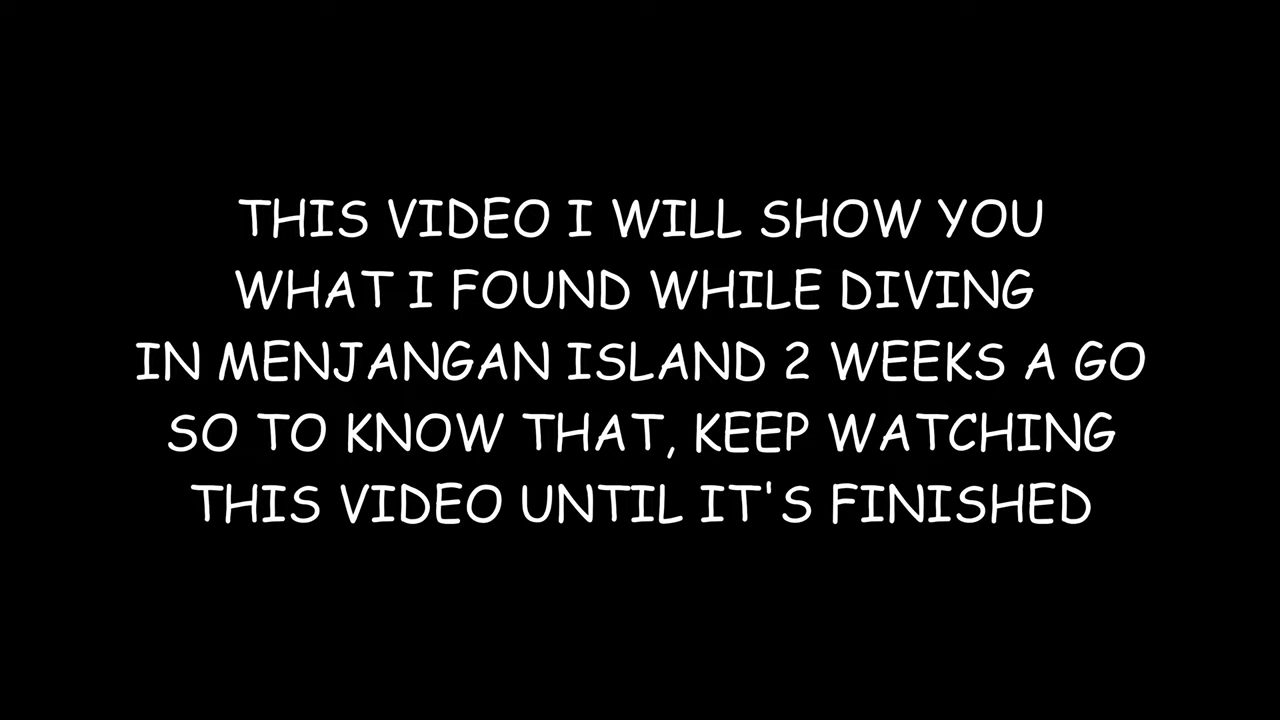 THIS VIDEO I WILL SHOW YOU
WHAT I FOUND WHILE DIVING
IN MENJANGAN ISLAND 2 WEEKS A GO
SO TO KNOW THAT, KEEP WATCHING
THIS VIDEO UNTIL IT'S FINISHED